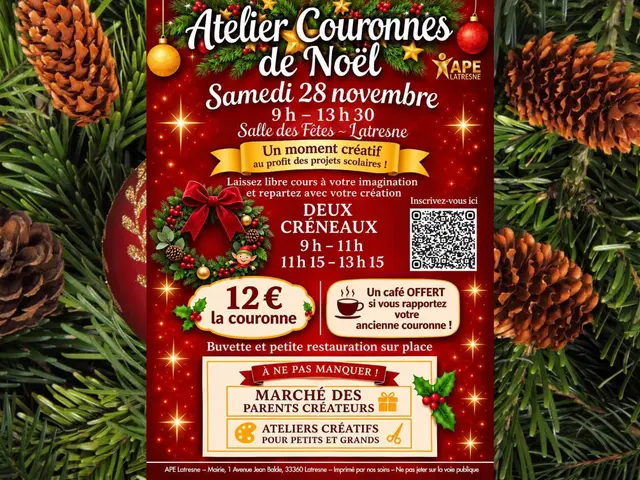 Atelier Couronnes
de Noël
APE
LATRESNE
Samedi 28 novembre
9 h – 13 h 30
Salle des Fêtes ~ Latresne
Un moment créatif
au profit des projets scolaires !
Laissez libre cours à votre imagination
et repartez avec votre création
Inscrivez-vous ici
DEUX
CRÉNEAUX
9 h – 11h
11 h 15 – 13 h 15
12 €
la couronne
Un café OFFERT
si vous rapportez
votre
ancienne couronne !
Buvette et petite restauration sur place
À NE PAS MANQUER !
MARCHÉ DES
PARENTS CRÉATEURS
ATELIERS CRÉATIFS
POUR PETITS ET GRANDS
APE Latresne – Mairie, 1 Avenue Jean Balde, 33360 Latresne – Imprimé par nos soins – Ne pas jeter sur la voie publique